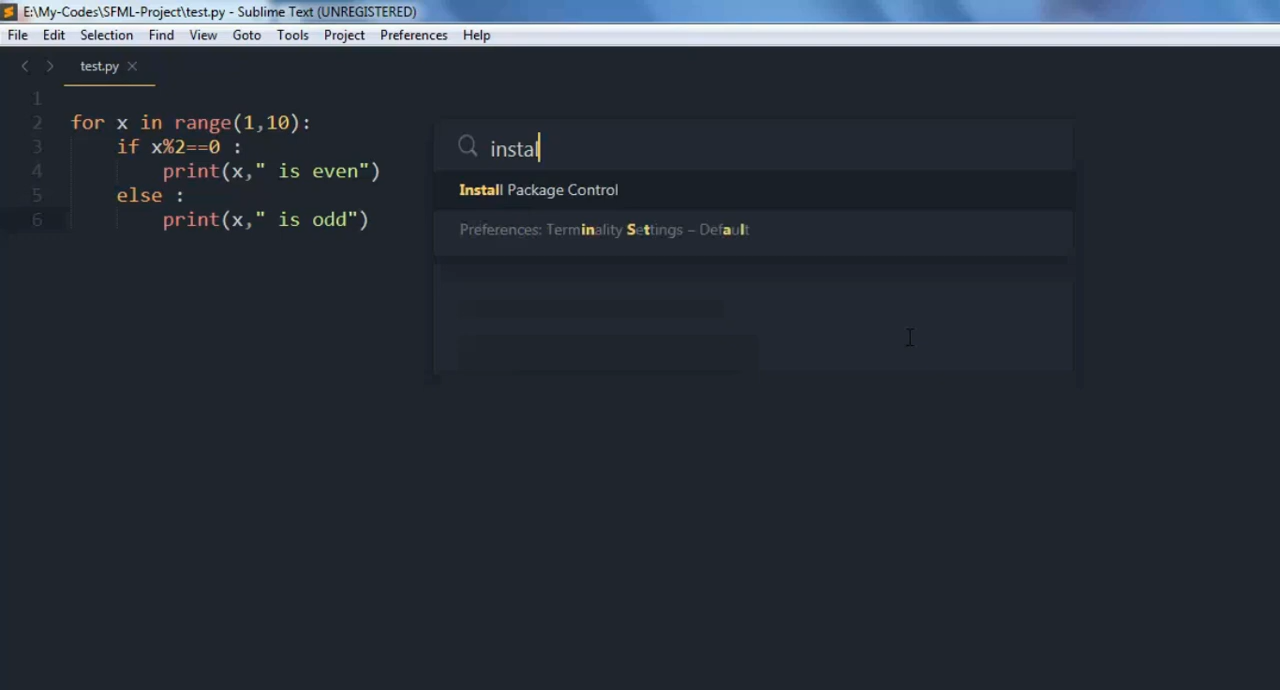 E:\My-Codes\SFML-Project\test.py - Sublime Text (UNREGISTERED)
File Edit Selection Find View Goto Tools Project Preferences Help
test.py
1
2 for x in range(1,10):
3     if x%2==0 :
4         print(x," is even")
5     else :
6         print(x," is odd")
instal
Install Package Control
Preferences: Terminality Settings – Default